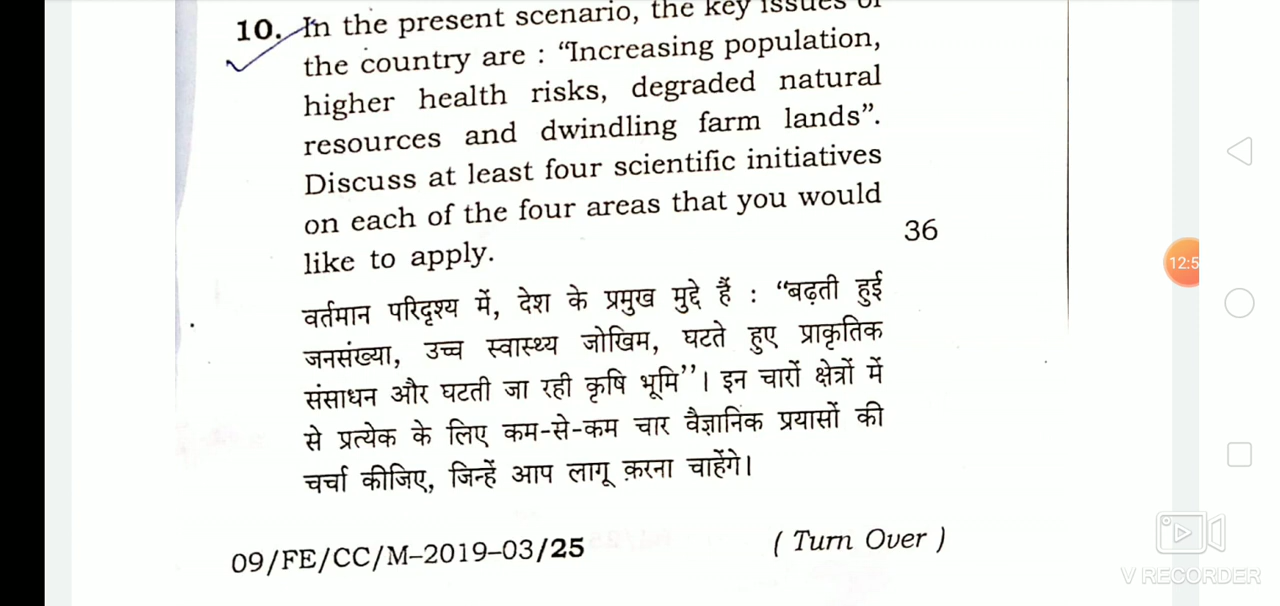 10. In the present scenario, the key issues of
the country are : “Increasing population,
higher health risks, degraded natural
resources and dwindling farm lands”.
Discuss at least four scientific initiatives
on each of the four areas that you would
like to apply.
36
वर्तमान परिदृश्य में, देश के प्रमुख मुद्दे हैं : “बढ़ती हुई
जनसंख्या, उच्च स्वास्थ्य जोखिम, घटते हुए प्राकृतिक
संसाधन और घटती जा रही कृषि भूमि”। इन चारों क्षेत्रों में
से प्रत्येक के लिए कम-से-कम चार वैज्ञानिक प्रयासों की
चर्चा कीजिए, जिन्हें आप लागू करना चाहेंगे।
09/FE/CC/M–2019–03/25
( Turn Over )
12:5
V RECORDER